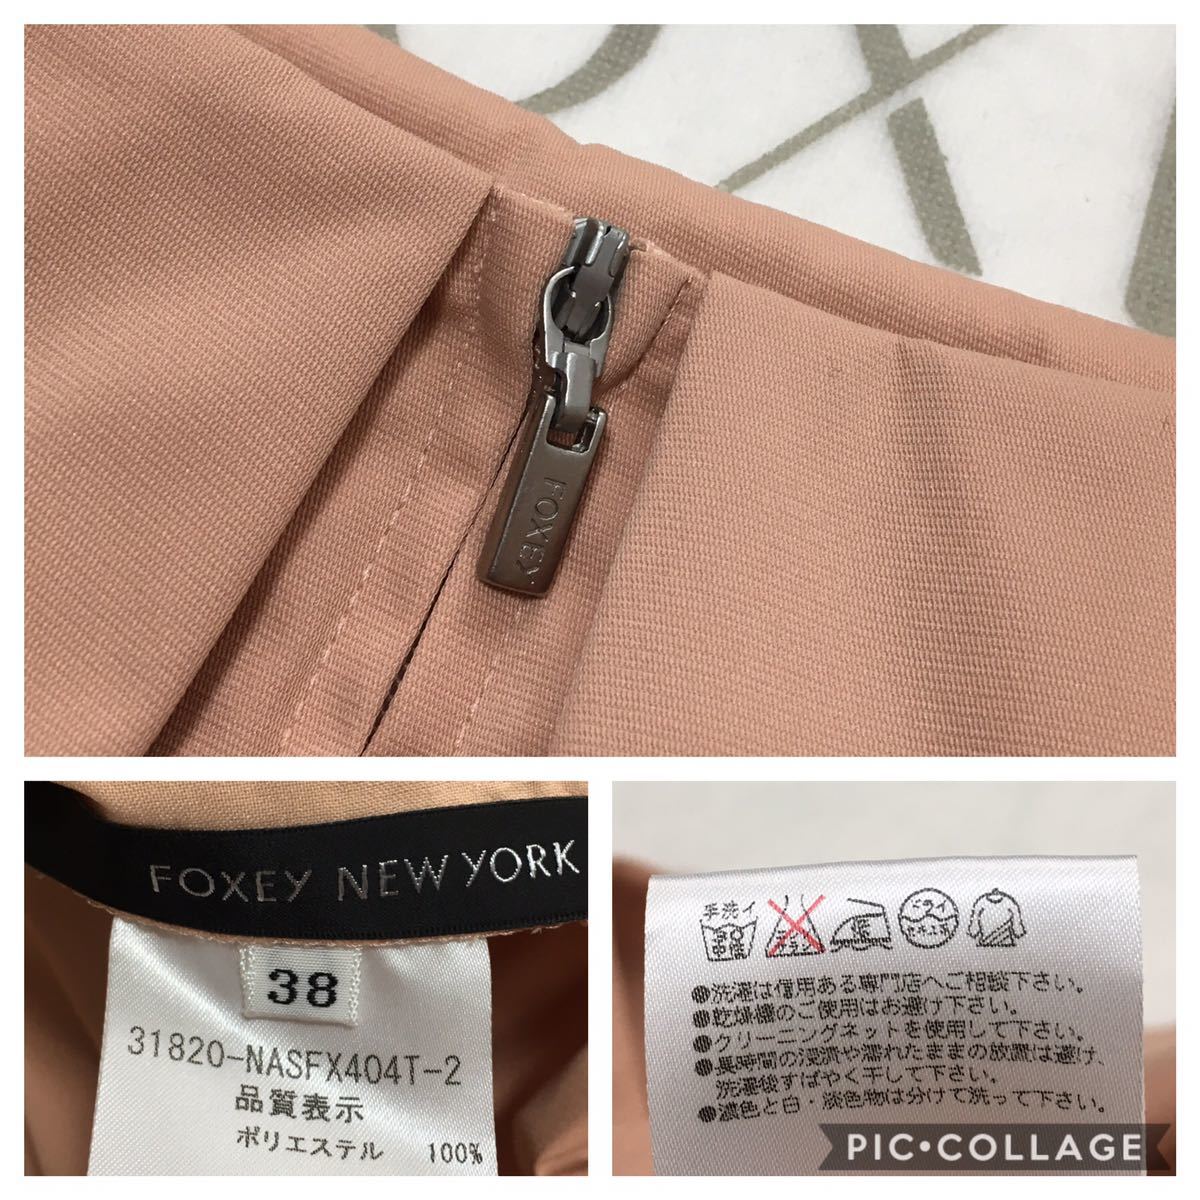 FOXEY
FOXEY NEW YORK
38
31820-NASFX404T-2
品質表示
ポリエステル 100%
手洗イ
ドライ
●洗濯は信用ある専門店へご相談下さい。
●乾燥機のご使用はお避け下さい。
●クリーニングネットを使用して下さい。
●長時間の浸漬や濡れたままの放置は避け、
洗濯後すばやく干して下さい。
●濃色と白・淡色物は分けて洗って下さい。
PIC•COLLAGE